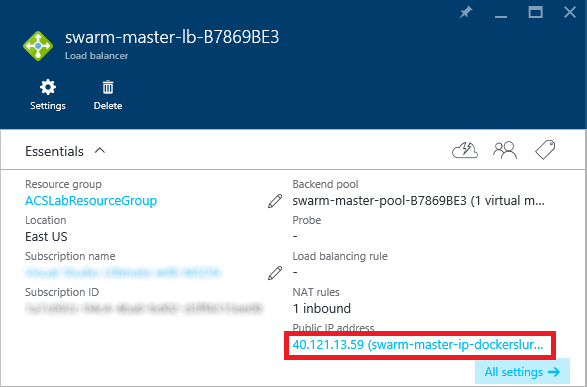 swarm-master-lb-B7869BE3
Load balancer
Settings
Delete
Essentials
Resource group
ACSLabResourceGroup
Location
East US
Subscription name
Subscription ID
Backend pool
swarm-master-pool-B7869BE3 (1 virtual m...
Probe
-
Load balancing rule
-
NAT rules
1 inbound
Public IP address
40.121.13.59 (swarm-master-ip-dockerslur...
All settings